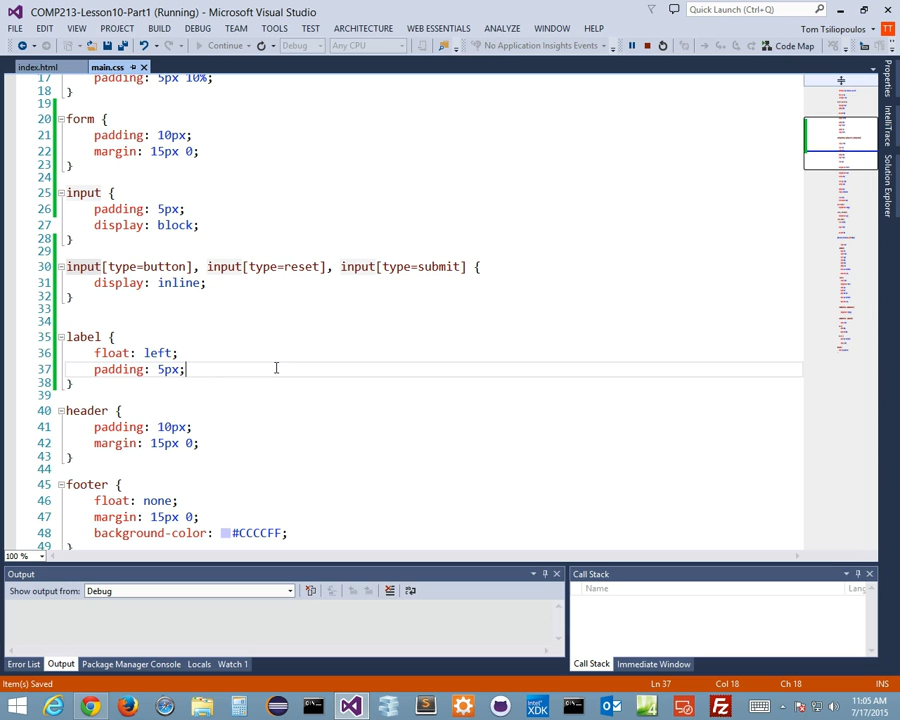 COMP213-Lesson10-Part1 (Running) - Microsoft Visual Studio
Quick Launch (Ctrl+Q)
FILE EDIT VIEW PROJECT BUILD DEBUG TEAM TOOLS TEST ARCHITECTURE WEB ESSENTIALS ANALYZE WINDOW HELP
Tom Tsiliopoulos TT
Continue Debug Any CPU No Application Insights Events Code Map
index.html main.css
17 padding: 5px 10%;
18 }
19
20 form {
21 padding: 10px;
22 margin: 15px 0;
23 }
24
25 input {
26 padding: 5px;
27 display: block;
28 }
29
30 input[type=button], input[type=reset], input[type=submit] {
31 display: inline;
32 }
33
34
35 label {
36 float: left;
37 padding: 5px;
38 }
39
40 header {
41 padding: 10px;
42 margin: 15px 0;
43 }
44
45 footer {
46 float: none;
47 margin: 15px 0;
48 background-color: #CCCCFF;
49 }
Properties
IntelliTrace
Solution Explorer
100 %
Output
Show output from: Debug
Call Stack
Name Lang
Error List Output Package Manager Console Locals Watch 1
Call Stack Immediate Window
Item(s) Saved Ln 37 Col 18 Ch 18 INS
11:05 AM
7/17/2015